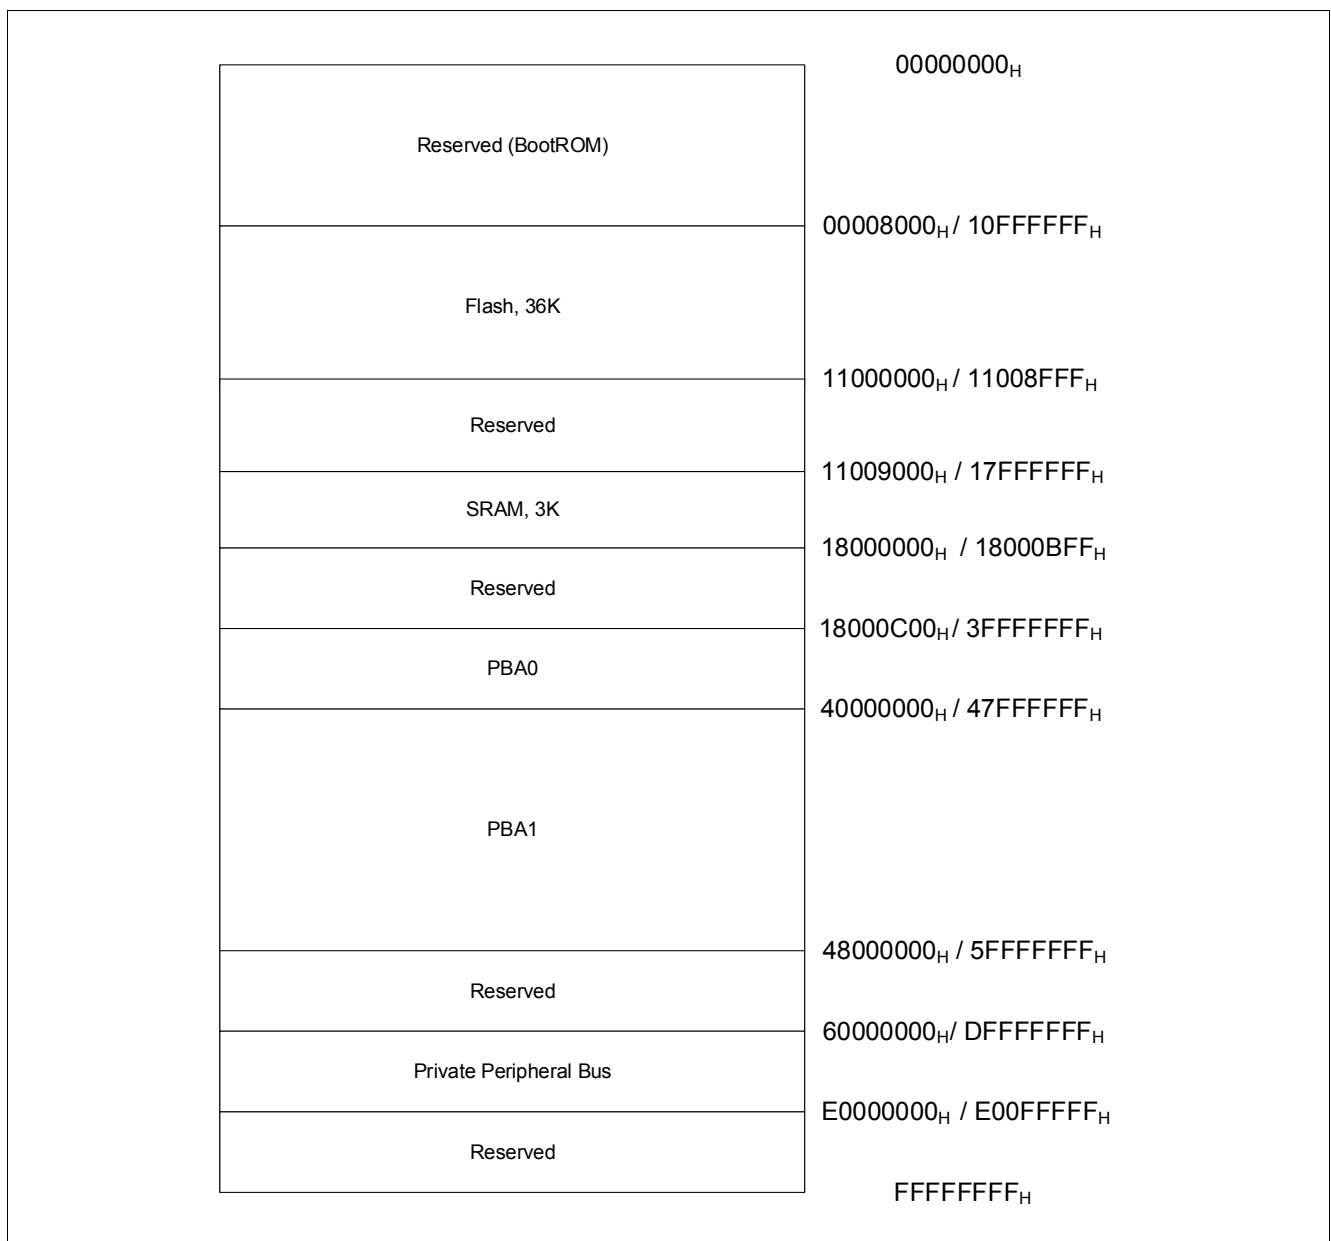 00000000H
Reserved (BootROM)
00008000H / 10FFFFFFH
Flash, 36K
11000000H / 11008FFFH
Reserved
11009000H / 17FFFFFFH
SRAM, 3K
18000000H / 18000BFFH
Reserved
18000C00H / 3FFFFFFFH
PBA0
40000000H / 47FFFFFFH
PBA1
48000000H / 5FFFFFFFH
Reserved
60000000H/ DFFFFFFFH
Private Peripheral Bus
E0000000H / E00FFFFFH
Reserved
FFFFFFFFH